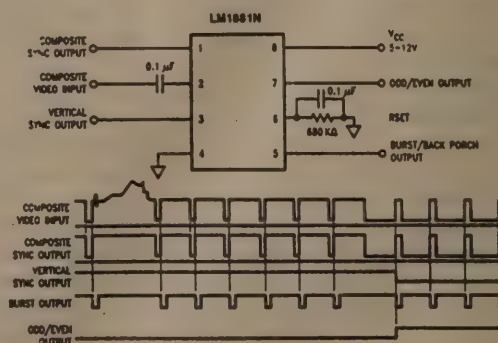 LM1881N
COMPOSITE
SYNC OUTPUT
1
8
VCC
5-12V
0.1 µF
COMPOSITE
VIDEO INPUT
2
7
ODD/EVEN OUTPUT
0.1 µF
VERTICAL
SYNC OUTPUT
3
6
RSET
680 KΩ
4
5
BURST/BACK PORCH
OUTPUT
COMPOSITE
VIDEO INPUT
COMPOSITE
SYNC OUTPUT
VERTICAL
SYNC OUTPUT
BURST OUTPUT
ODD/EVEN
OUTPUT